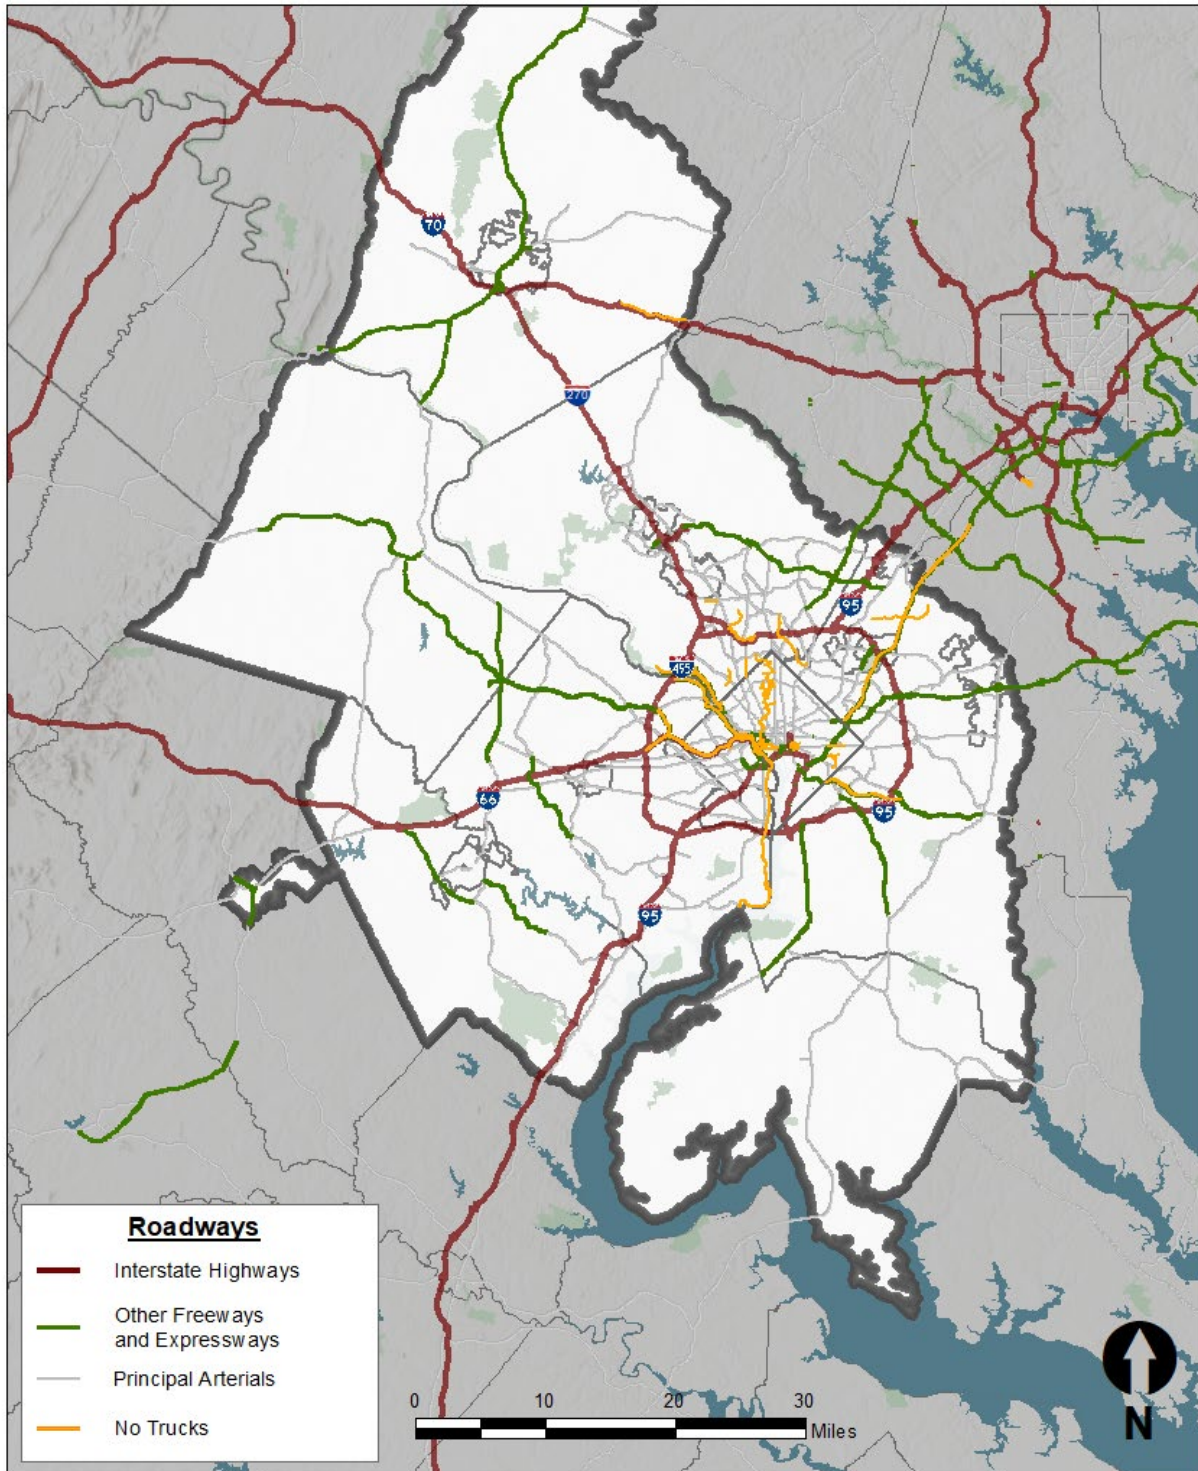 70
270
95
495
66
95
95
Roadways
Interstate Highways
Other Freeways
and Expressways
Principal Arterials
No Trucks
0 10 20 30
Miles
N